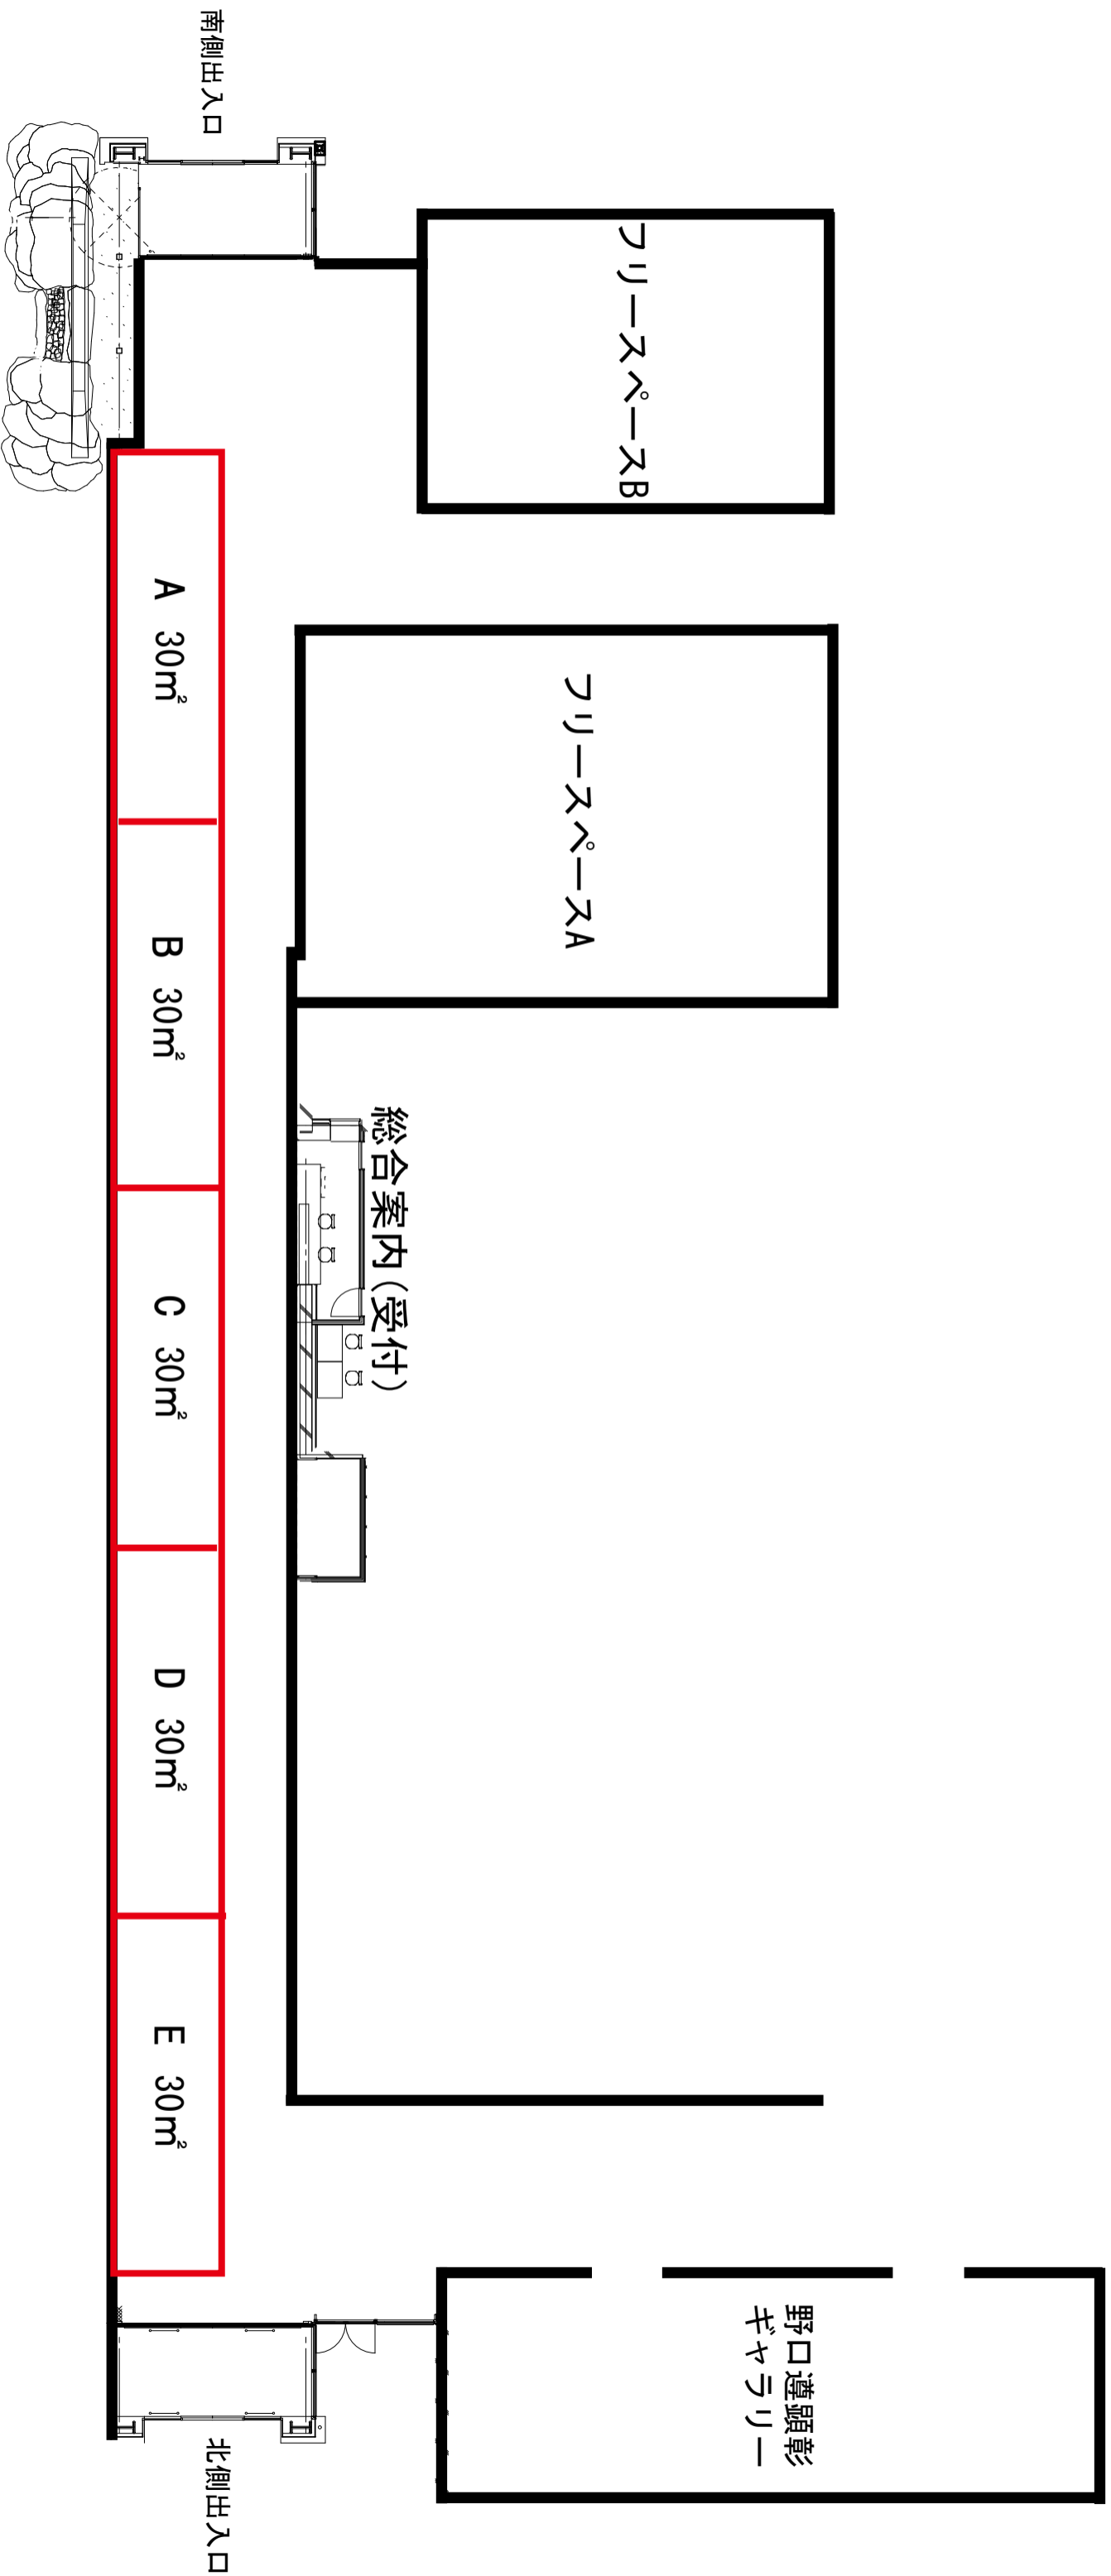 南側出入口
フリースペースB
フリースペースA
A 30㎡
B 30㎡
総合案内(受付)
C 30㎡
D 30㎡
E 30㎡
野口遵顕彰
ギャラリー
北側出入口